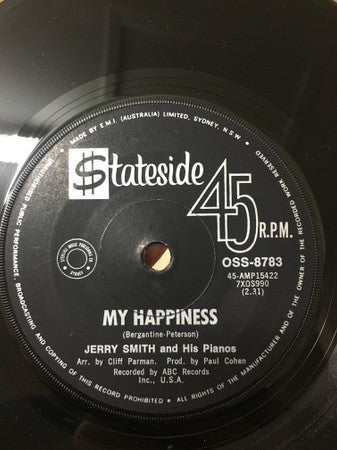 MADE BY E.M.I. (AUSTRALIA) LIMITED, SYDNEY, N.S.W.
$tateside
45
R.P.M.
OSS-8783
45-AMP15422
7XOS990
(2.31)
SYDNEY
MY HAPPINESS
(Bergantine-Peterson)
JERRY SMITH and His Pianos
Arr. by Cliff Parman. Prod. by Paul Cohen
Recorded by ABC Records
Inc., U.S.A.
UNAUTHORISED PUBLIC PERFORMANCE, BROADCASTING AND COPYING OF THIS RECORD PROHIBITED • ALL RIGHTS OF THE MANUFACTURER AND OF THE OWNER OF THE RECORDED WORK RESERVED